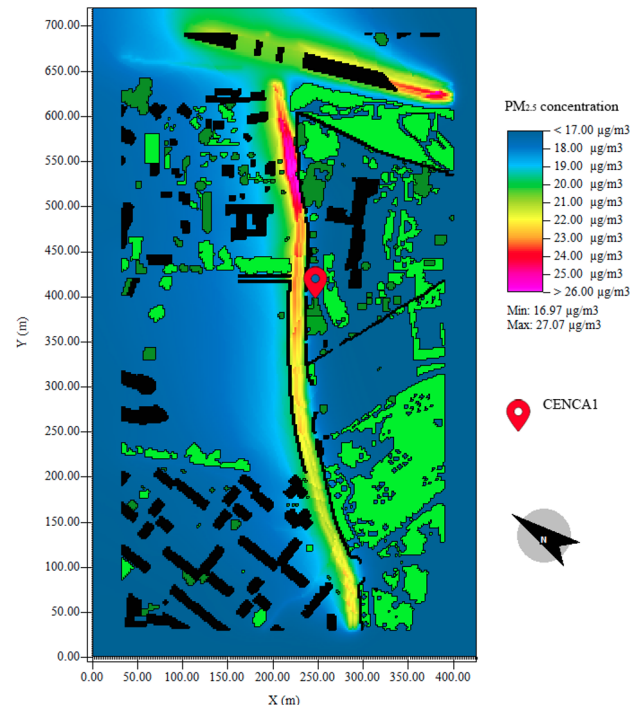 700.00
650.00
600.00
550.00
500.00
450.00
400.00
350.00
300.00
250.00
200.00
150.00
100.00
50.00
0.00
Y (m)
0.00 50.00 100.00 150.00 200.00 250.00 300.00 350.00 400.00
X (m)
PM2.5 concentration
< 17.00 µg/m3
18.00 µg/m3
19.00 µg/m3
20.00 µg/m3
21.00 µg/m3
22.00 µg/m3
23.00 µg/m3
24.00 µg/m3
25.00 µg/m3
> 26.00 µg/m3
Min: 16.97 µg/m3
Max: 27.07 µg/m3
CENCA1
N